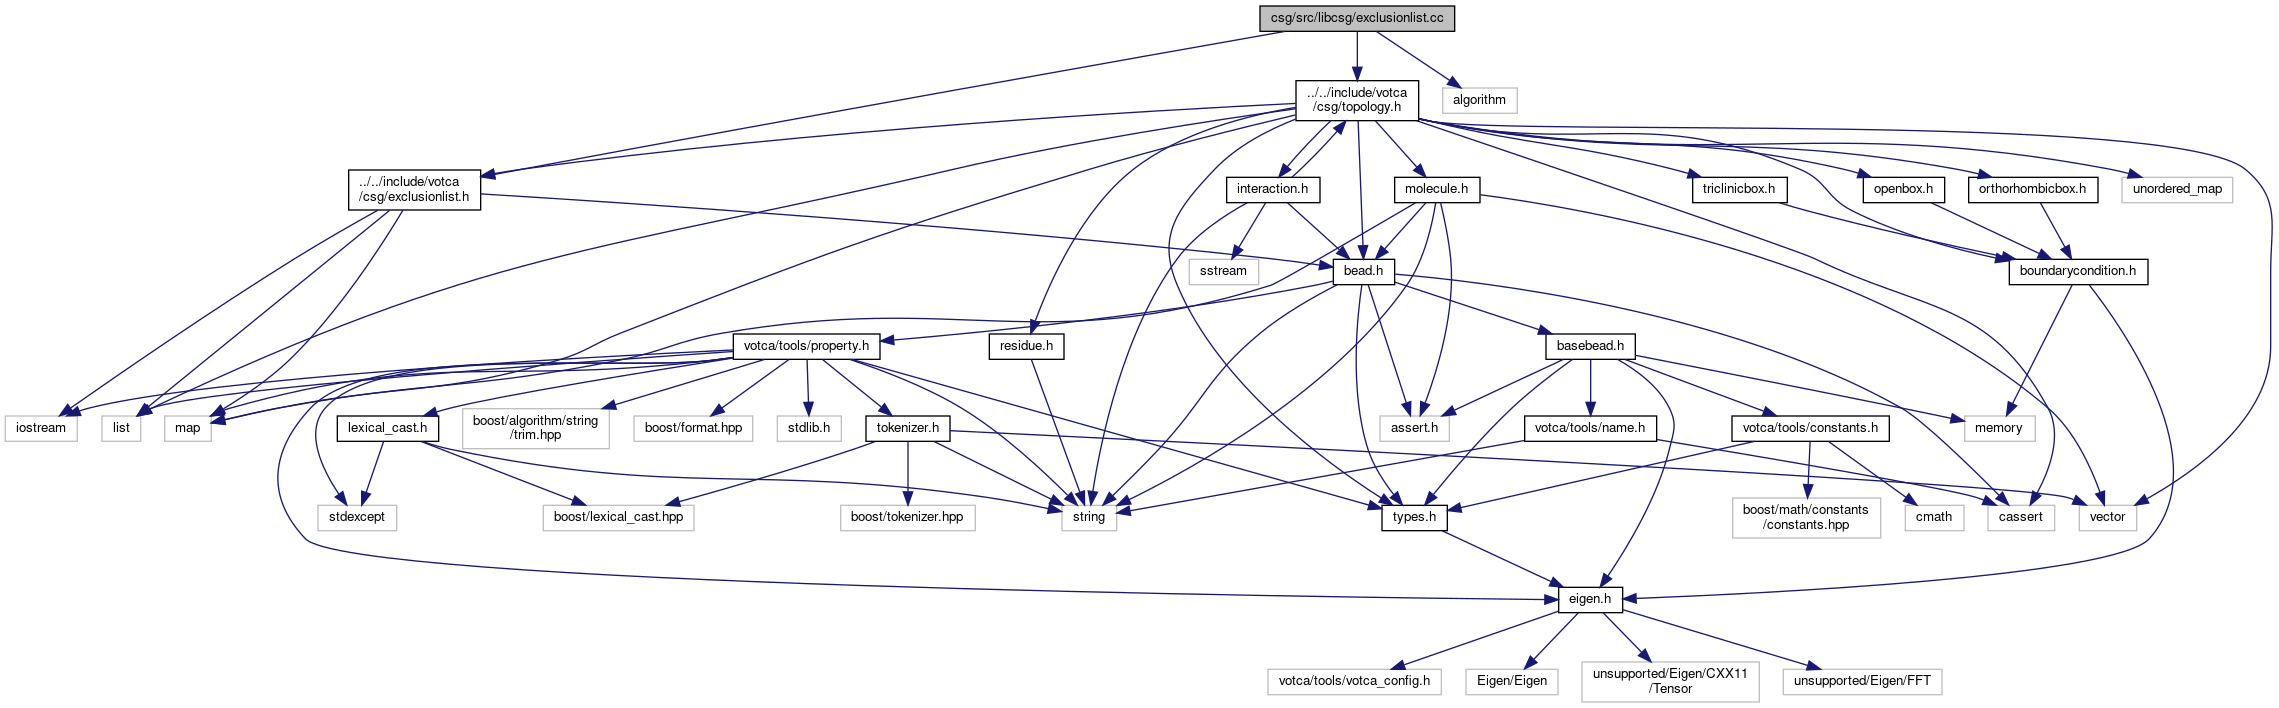 csg/src/libcsg/exclusionlist.cc
../../include/votca
/csg/topology.h
algorithm
../../include/votca
/csg/exclusionlist.h
interaction.h
molecule.h
triclinicbox.h
openbox.h
orthorhombicbox.h
unordered_map
sstream
bead.h
boundarycondition.h
votca/tools/property.h
residue.h
basebead.h
iostream
list
map
lexical_cast.h
boost/algorithm/string
/trim.hpp
boost/format.hpp
stdlib.h
tokenizer.h
assert.h
votca/tools/name.h
votca/tools/constants.h
memory
stdexcept
boost/lexical_cast.hpp
boost/tokenizer.hpp
string
types.h
boost/math/constants
/constants.hpp
cmath
cassert
vector
eigen.h
votca/tools/votca_config.h
Eigen/Eigen
unsupported/Eigen/CXX11
/Tensor
unsupported/Eigen/FFT